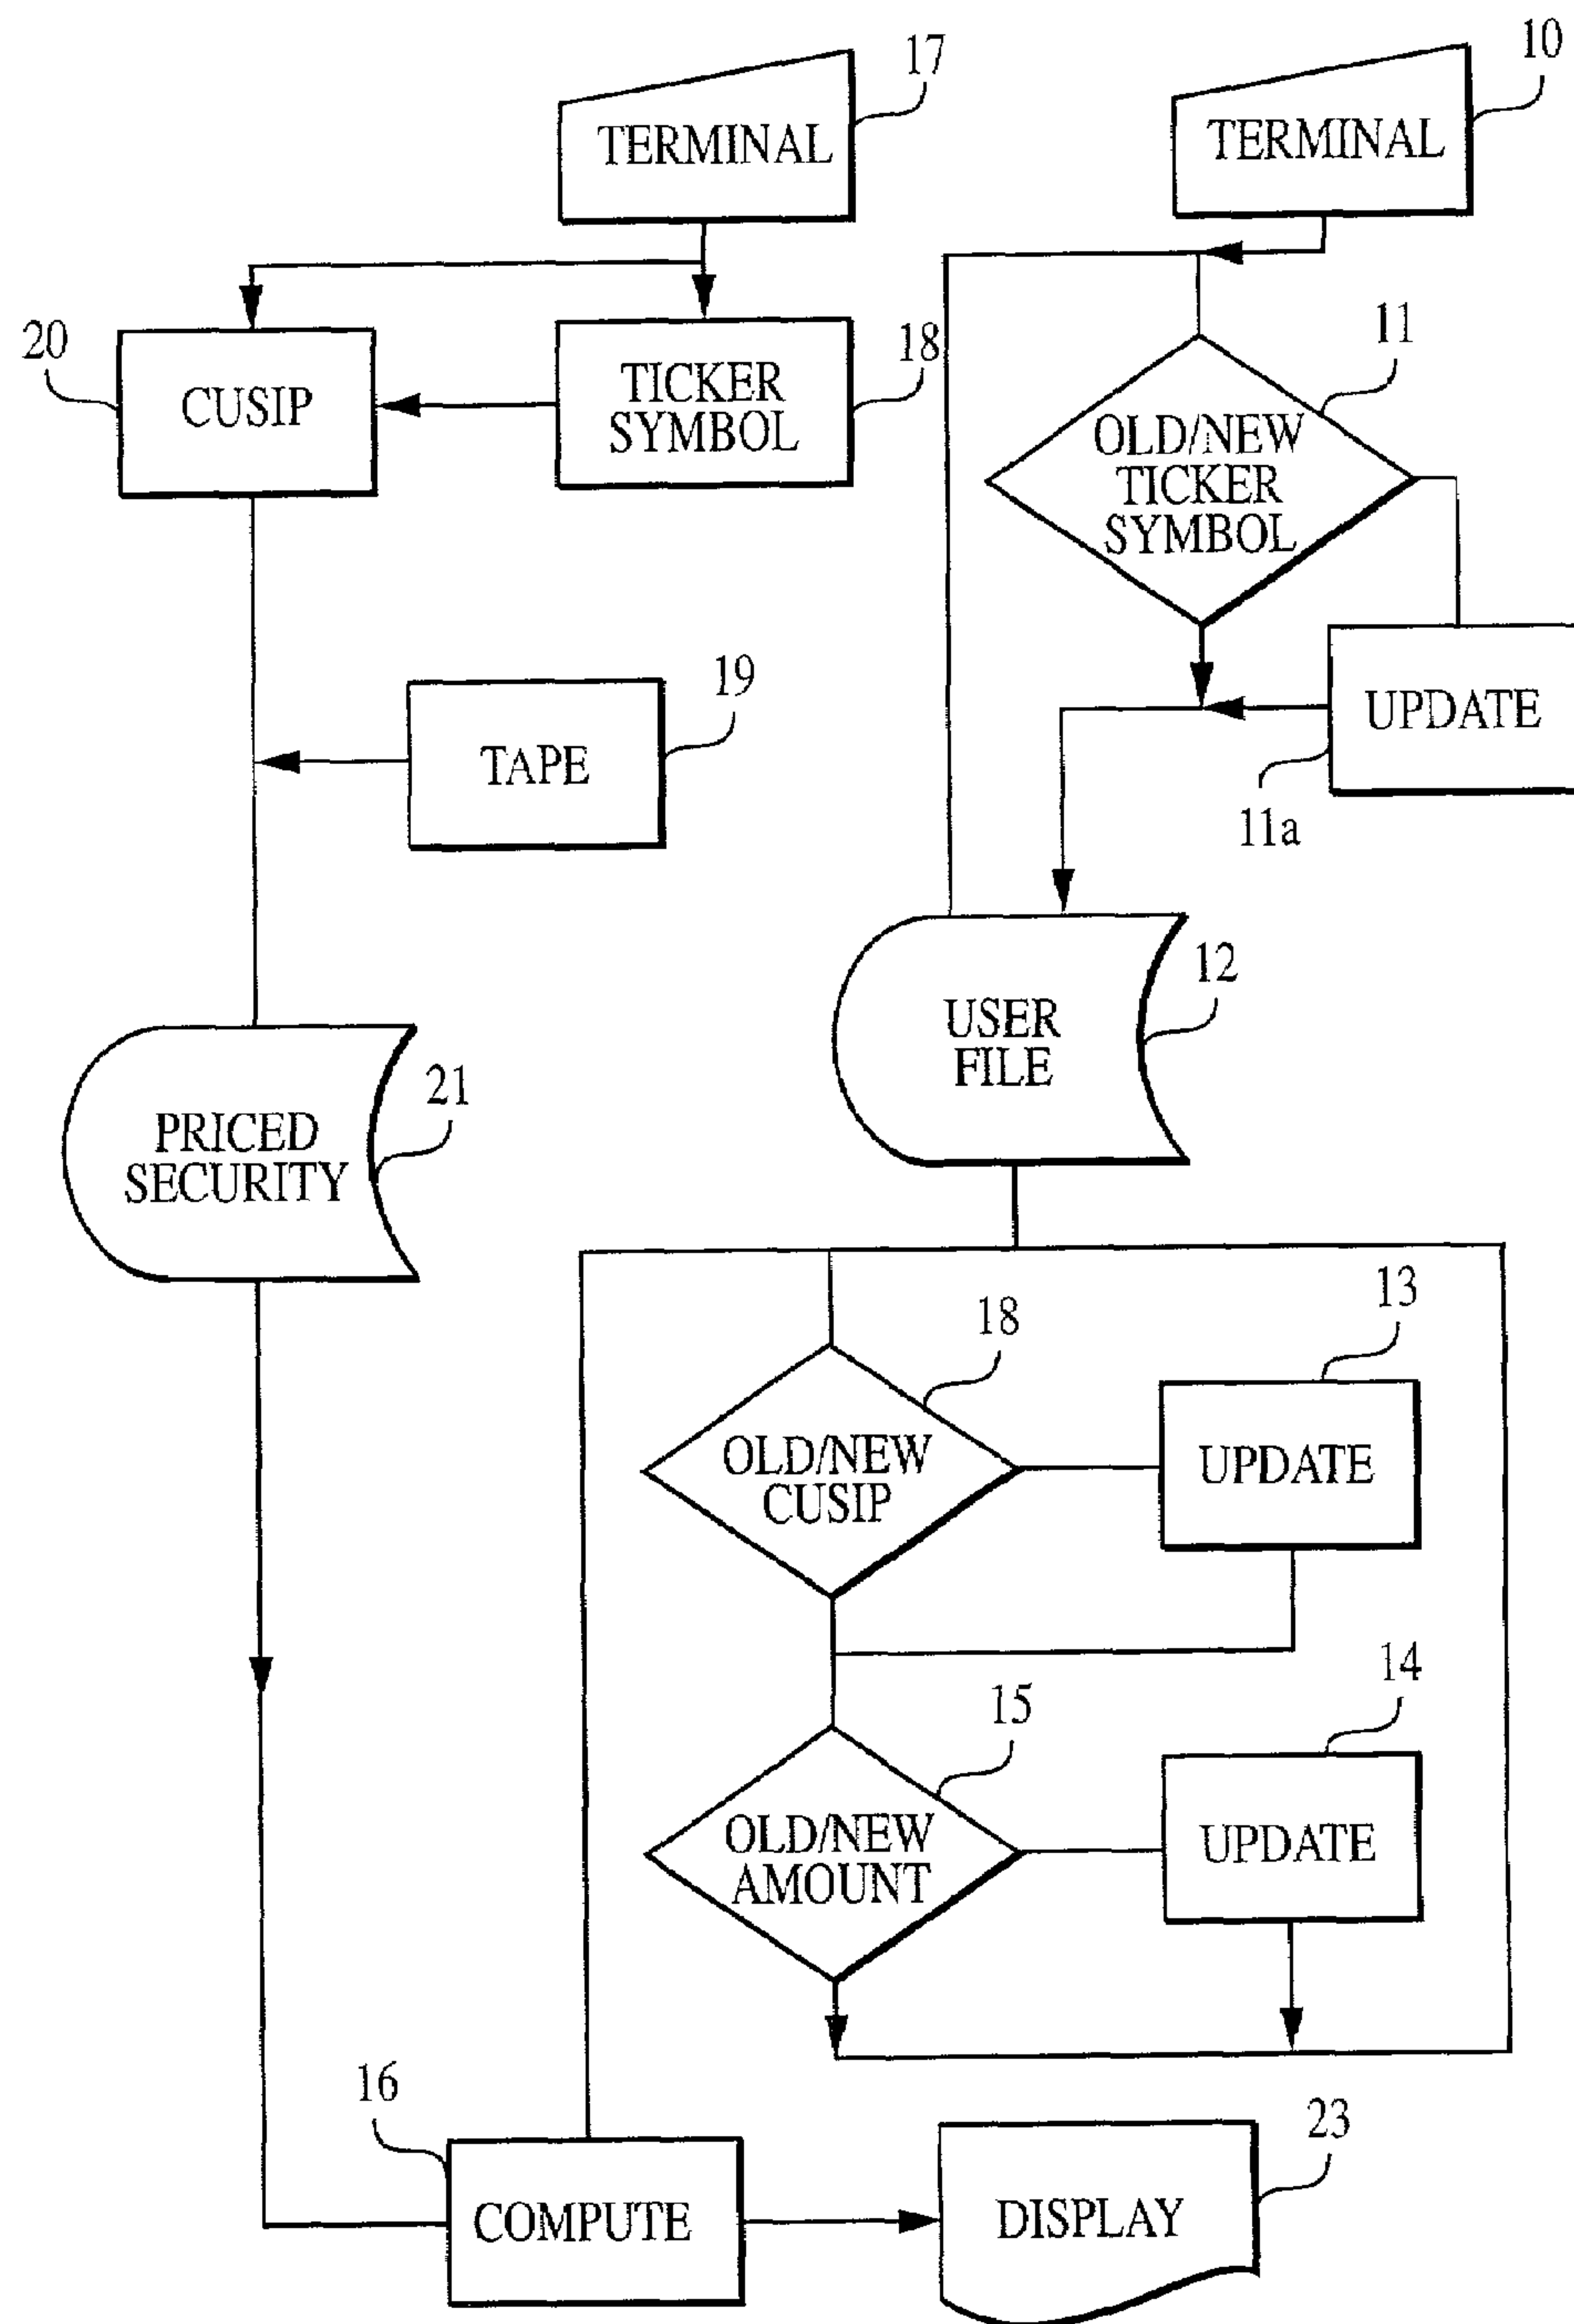 17
TERMINAL
10
TERMINAL
20
CUSIP
TICKER
SYMBOL
18
11
OLD/NEW
TICKER
SYMBOL
19
TAPE
UPDATE
11a
12
USER
FILE
21
PRICED
SECURITY
18
OLD/NEW
CUSIP
13
UPDATE
15
OLD/NEW
AMOUNT
14
UPDATE
16
COMPUTE
23
DISPLAY